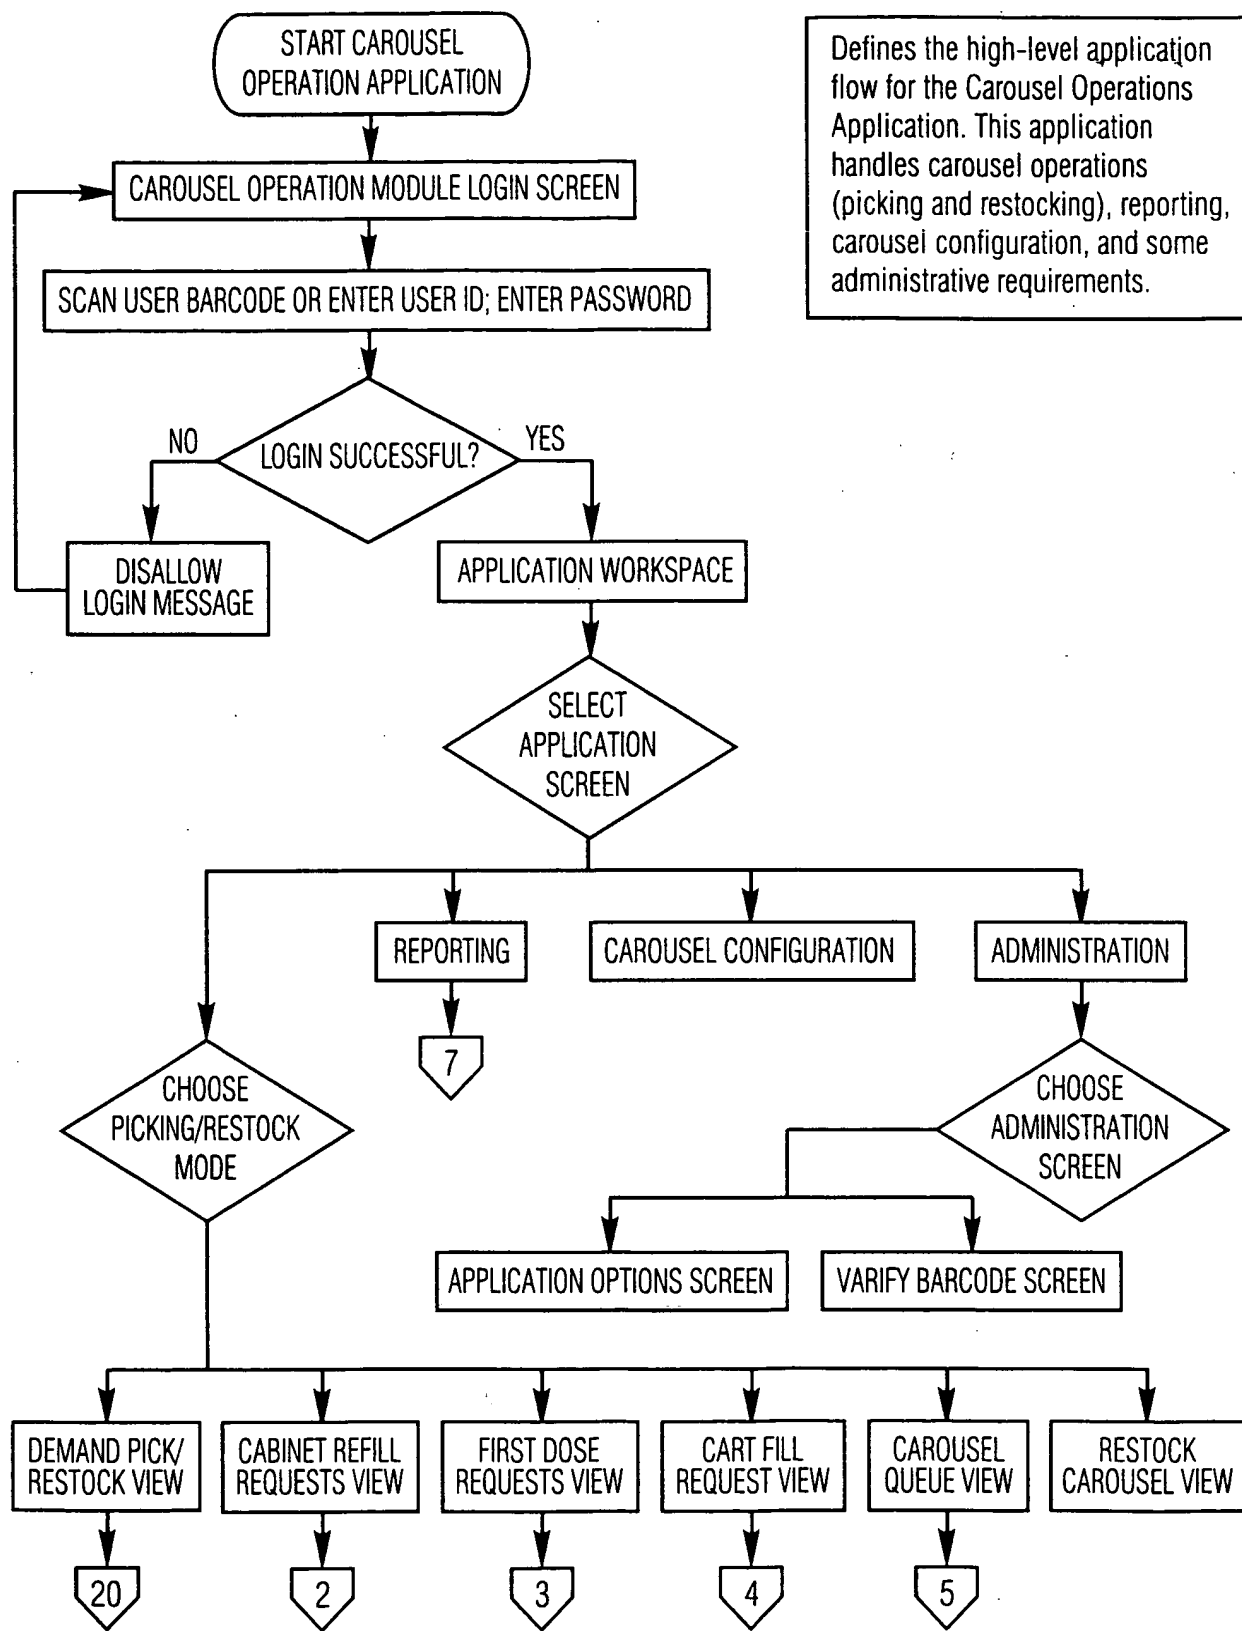 START CAROUSEL
OPERATION APPLICATION
Defines the high-level application
flow for the Carousel Operations
Application. This application
handles carousel operations
(picking and restocking), reporting,
carousel configuration, and some
administrative requirements.
CAROUSEL OPERATION MODULE LOGIN SCREEN
SCAN USER BARCODE OR ENTER USER ID; ENTER PASSWORD
LOGIN SUCCESSFUL?
NO
YES
DISALLOW
LOGIN MESSAGE
APPLICATION WORKSPACE
SELECT
APPLICATION
SCREEN
REPORTING
CAROUSEL CONFIGURATION
ADMINISTRATION
7
CHOOSE
PICKING/RESTOCK
MODE
CHOOSE
ADMINISTRATION
SCREEN
APPLICATION OPTIONS SCREEN
VARIFY BARCODE SCREEN
DEMAND PICK/
RESTOCK VIEW
CABINET REFILL
REQUESTS VIEW
FIRST DOSE
REQUESTS VIEW
CART FILL
REQUEST VIEW
CAROUSEL
QUEUE VIEW
RESTOCK
CAROUSEL VIEW
20
2
3
4
5